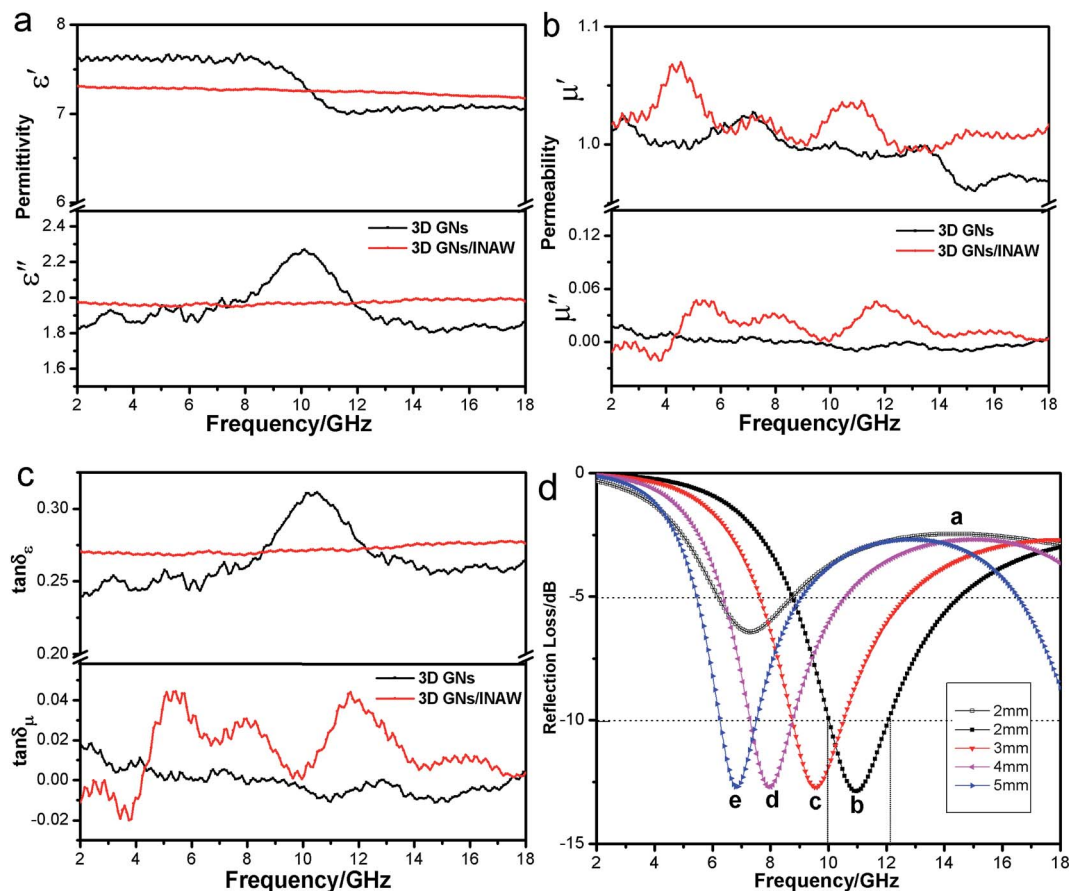 a
8
7
6
2.4
2.2
2.0
1.8
1.6
Permittivity
ε'
ε''
3D GNs
3D GNs/INAW
2 4 6 8 10 12 14 16 18
Frequency/GHz
b
1.1
1.0
0.12
0.06
0.00
Permeability
μ'
μ''
3D GNs
3D GNs/INAW
2 4 6 8 10 12 14 16 18
Frequency/GHz
c
0.30
0.25
0.20
0.04
0.02
0.00
-0.02
tanδε
tanδμ
3D GNs
3D GNs/INAW
2 4 6 8 10 12 14 16 18
Frequency/GHz
d
0
-5
-10
-15
Reflection Loss/dB
a
e d c b
2mm
2mm
3mm
4mm
5mm
2 4 6 8 10 12 14 16 18
Frequency/GHz